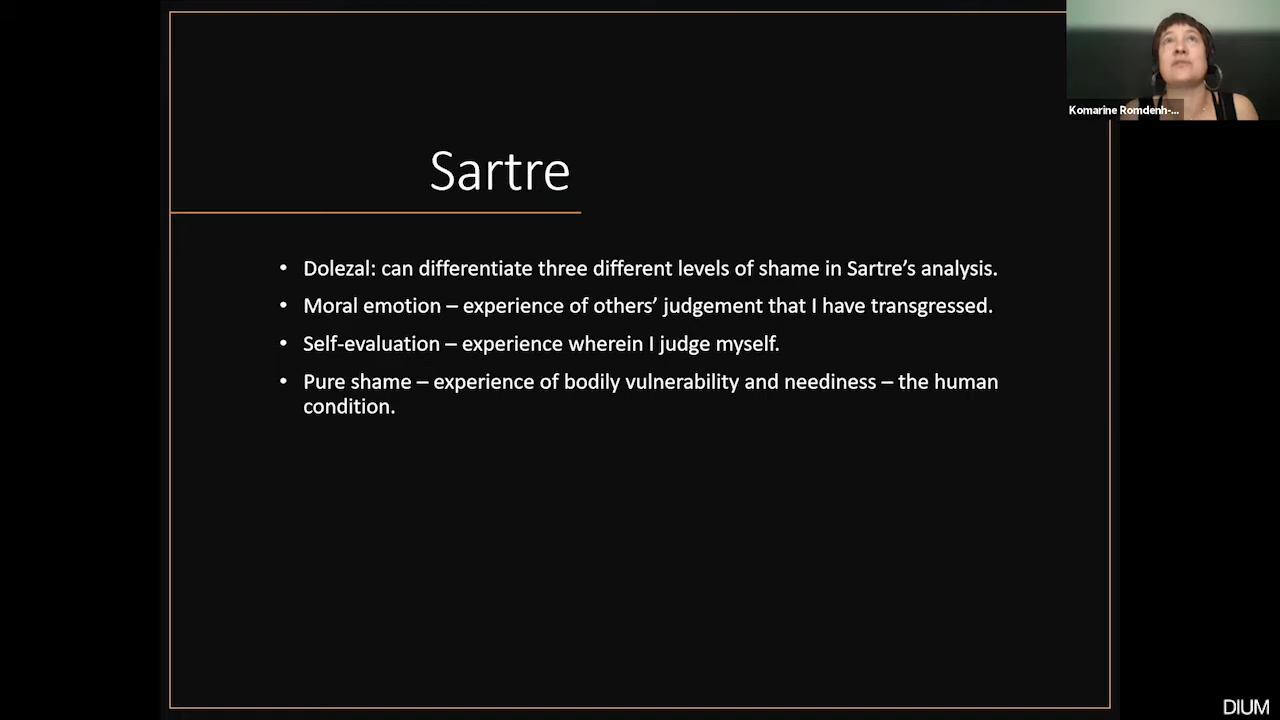 Komarine Romdenh-...
Sartre
• Dolezal: can differentiate three different levels of shame in Sartre’s analysis.
• Moral emotion – experience of others’ judgement that I have transgressed.
• Self-evaluation – experience wherein I judge myself.
• Pure shame – experience of bodily vulnerability and neediness – the human
condition.
DIUM